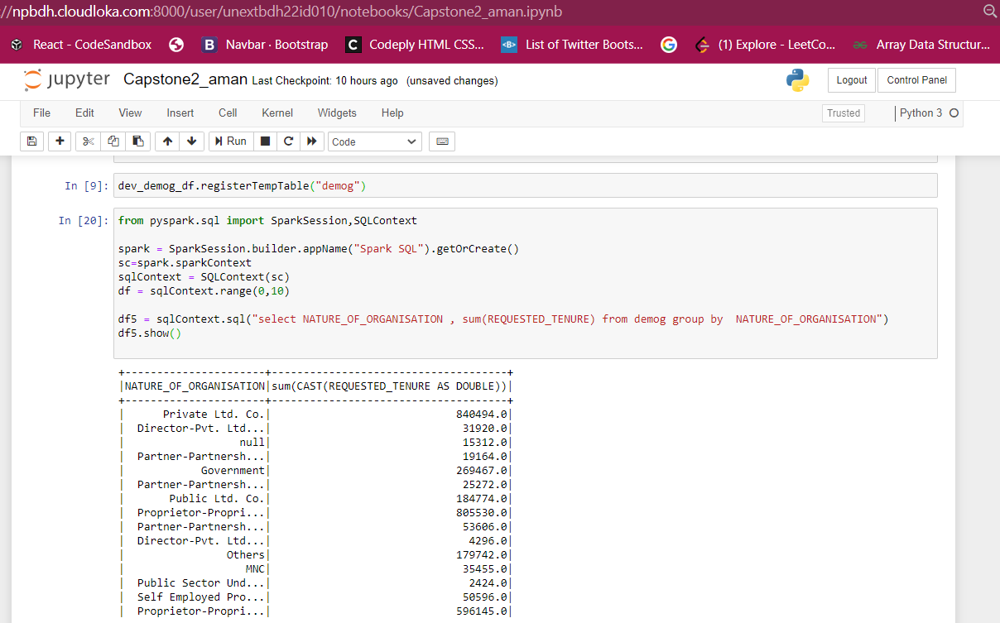 ://npbdh.cloudloka.com:8000/user/unextbdh22id010/notebooks/Capstone2_aman.ipynb
React - CodeSandbox B Navbar · Bootstrap C Codeply HTML CSS... <B> List of Twitter Boots... G (1) Explore - LeetCo... Array Data Structur...
jupyter Capstone2_aman Last Checkpoint: 10 hours ago (unsaved changes) Logout Control Panel
File Edit View Insert Cell Kernel Widgets Help Trusted Python 3
Run Code
In [9]: dev_demog_df.registerTempTable("demog")
In [20]: from pyspark.sql import SparkSession,SQLContext
spark = SparkSession.builder.appName("Spark SQL").getOrCreate()
sc=spark.sparkContext
sqlContext = SQLContext(sc)
df = sqlContext.range(0,10)
df5 = sqlContext.sql("select NATURE_OF_ORGANISATION , sum(REQUESTED_TENURE) from demog group by  NATURE_OF_ORGANISATION")
df5.show()
+----------------------+-------------------------------------+
|NATURE_OF_ORGANISATION|sum(CAST(REQUESTED_TENURE AS DOUBLE))|
+----------------------+-------------------------------------+
|      Private Ltd. Co.|                             840494.0|
|  Director-Pvt. Ltd...|                              31920.0|
|                  null|                              15312.0|
|  Partner-Partnersh...|                              19164.0|
|            Government|                             269467.0|
|  Partner-Partnersh...|                              25272.0|
|       Public Ltd. Co.|                             184774.0|
|  Proprietor-Propri...|                             805530.0|
|  Partner-Partnersh...|                              53606.0|
|  Director-Pvt. Ltd...|                               4296.0|
|                Others|                             179742.0|
|                   MNC|                              35455.0|
|  Public Sector Und...|                               2424.0|
|  Self Employed Pro...|                              50596.0|
|  Proprietor-Propri...|                             596145.0|